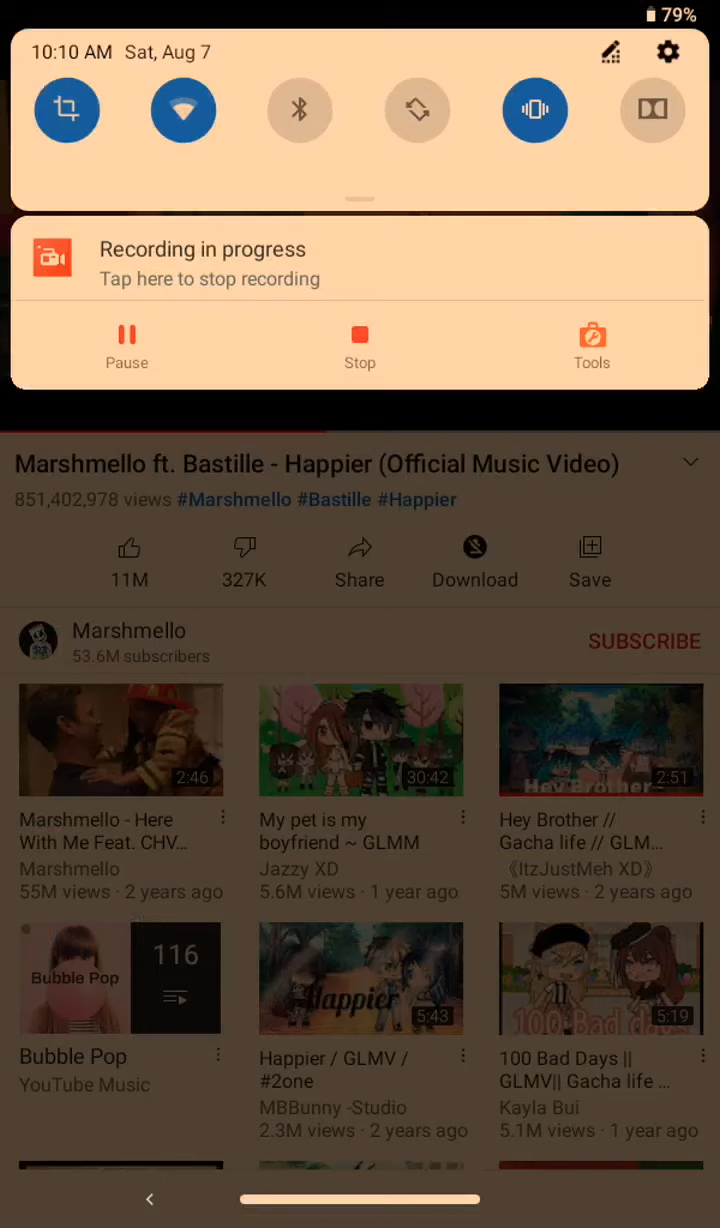 79%
10:10 AM Sat, Aug 7
Recording in progress
Tap here to stop recording
Pause Stop Tools
Marshmello ft. Bastille - Happier (Official Music Video)
851,402,978 views #Marshmello #Bastille #Happier
11M 327K Share Download Save
Marshmello
53.6M subscribers
SUBSCRIBE
2:46
30:42
Hey Brother
2:51
Marshmello - Here
With Me Feat. CHV...
Marshmello
55M views · 2 years ago
My pet is my
boyfriend ~ GLMM
Jazzy XD
5.6M views · 1 year ago
Hey Brother //
Gacha life // GLM...
《ItzJustMeh XD》
5M views · 2 years ago
Bubble Pop
116
Happier
5:43
100 Bad days
5:19
Bubble Pop
YouTube Music
Happier / GLMV /
#2one
MBBunny -Studio
2.3M views · 2 years ago
100 Bad Days ||
GLMV|| Gacha life ...
Kayla Bui
5.1M views · 1 year ago